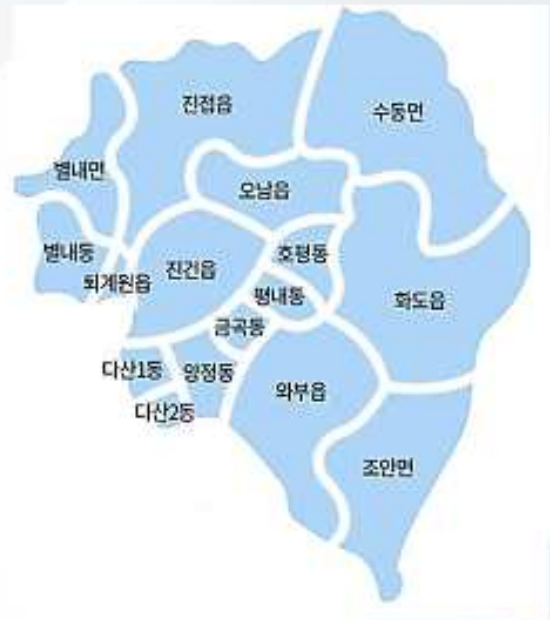 진접읍
수동면
별내면
오남읍
별내동
호평동
진건읍
퇴계원읍
평내동
화도읍
금곡동
다산1동
양정동
와부읍
다산2동
조안면